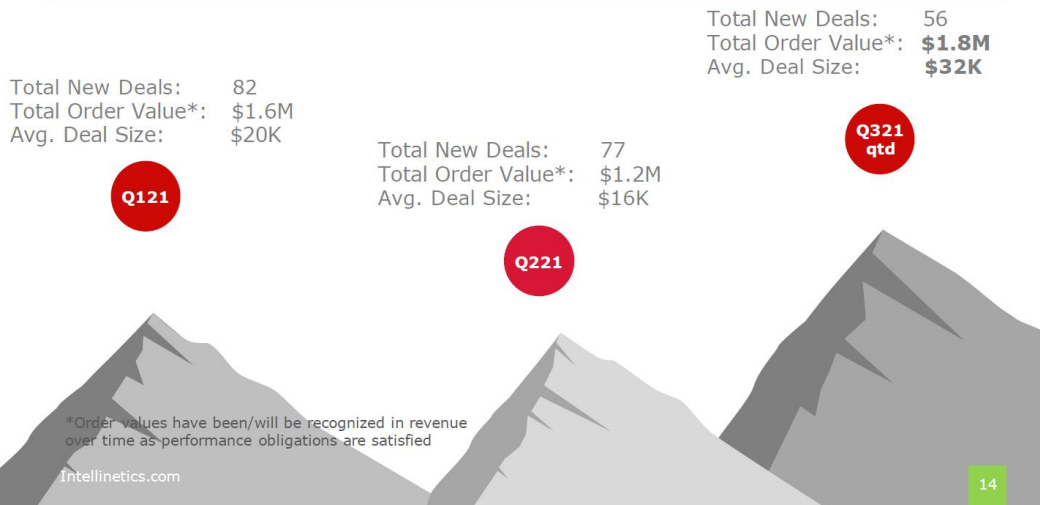 Total New Deals: 82
Total Order Value*: $1.6M
Avg. Deal Size: $20K
Q121
Total New Deals: 77
Total Order Value*: $1.2M
Avg. Deal Size: $16K
Q221
Total New Deals: 56
Total Order Value*: $1.8M
Avg. Deal Size: $32K
Q321
qtd
*Order values have been/will be recognized in revenue
over time as performance obligations are satisfied
Intellinetics.com
14